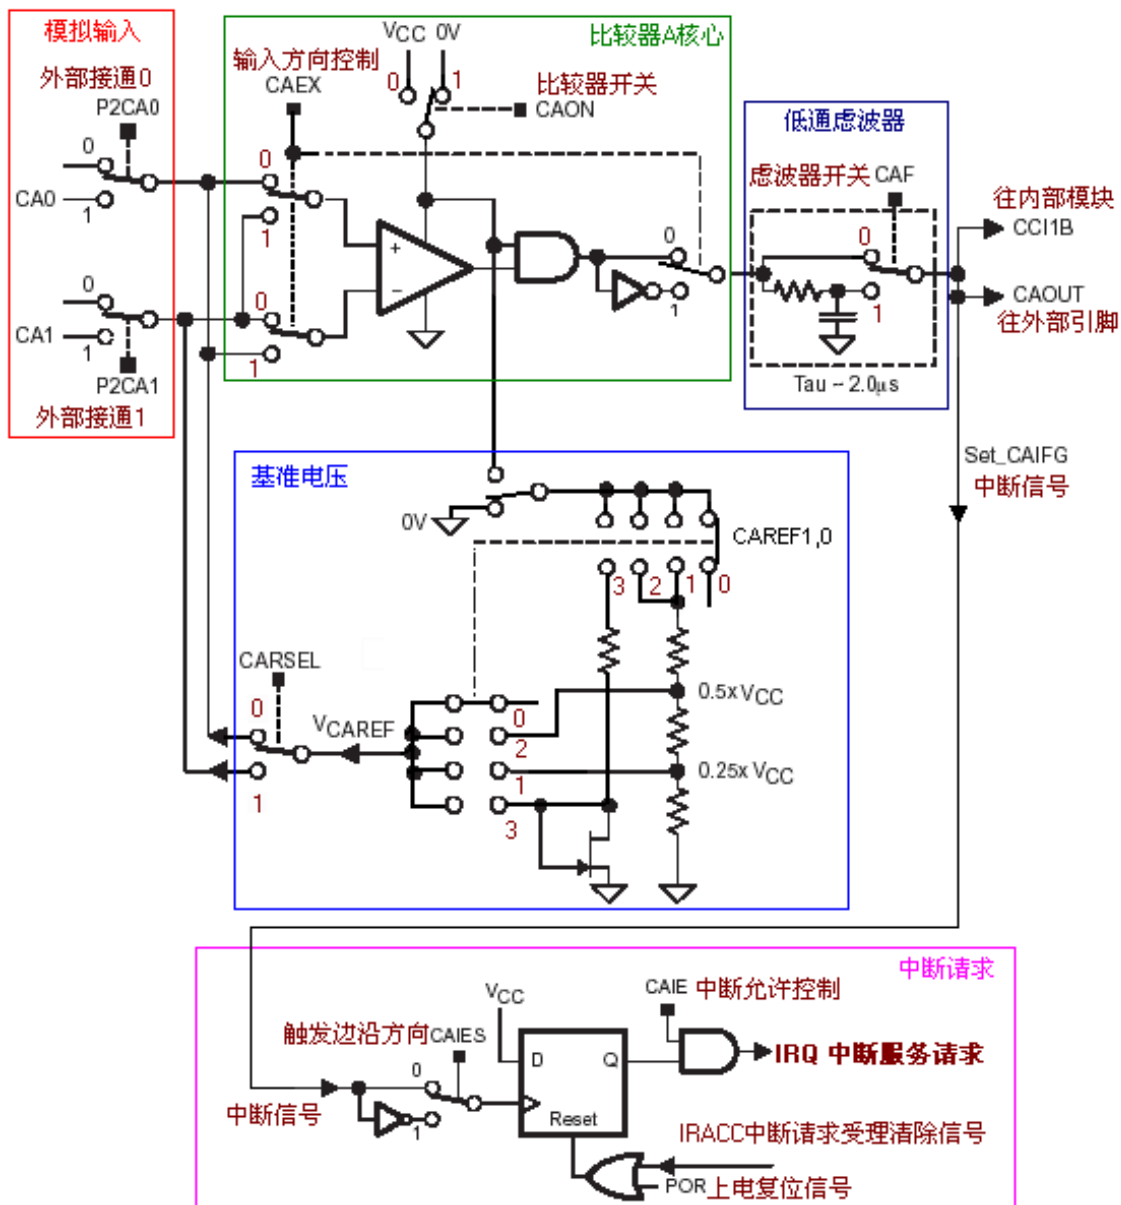 模拟输入
外部接通0
P2CA0
0
CA0
1
0
CA1
1
P2CA1
外部接通1
比较器A核心
VCC 0V
输入方向控制
CAEX
0
1
比较器开关
CAON
0
1
0
1
+
−
0
1
低通虑波器
虑波器开关 CAF
0
1
Tau ~ 2.0μs
往内部模块
CCI1B
CAOUT
往外部引脚
Set_CAIFG
中断信号
基准电压
0V
CAREF1,0
3
2
1
0
CARSEL
0
1
VCAREF
0
2
1
3
0.5x VCC
0.25x VCC
中断请求
VCC
CAIE 中断允许控制
触发边沿方向 CAIES
0
1
中断信号
D
Q
Reset
IRQ 中断服务请求
IRACC中断请求受理清除信号
POR上电复位信号